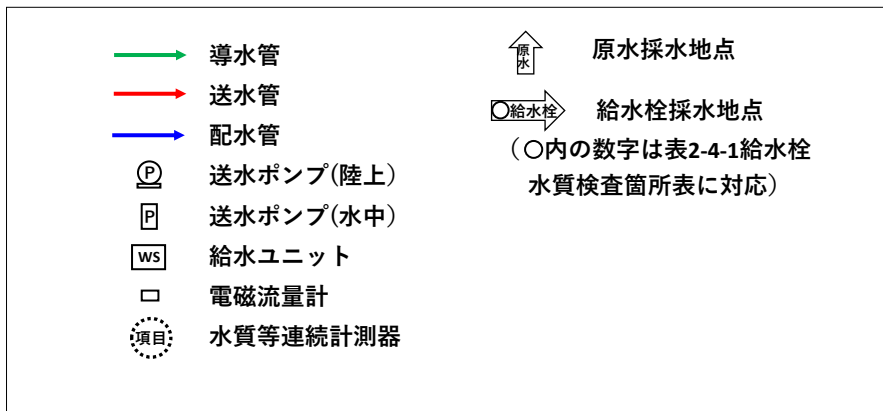 導水管
送水管
配水管
P 送水ポンプ(陸上)
P 送水ポンプ(水中)
WS 給水ユニット
電磁流量計
項目 水質等連続計測器
原水 原水採水地点
〇給水栓 給水栓採水地点
（〇内の数字は表2-4-1給水栓
水質検査箇所表に対応）